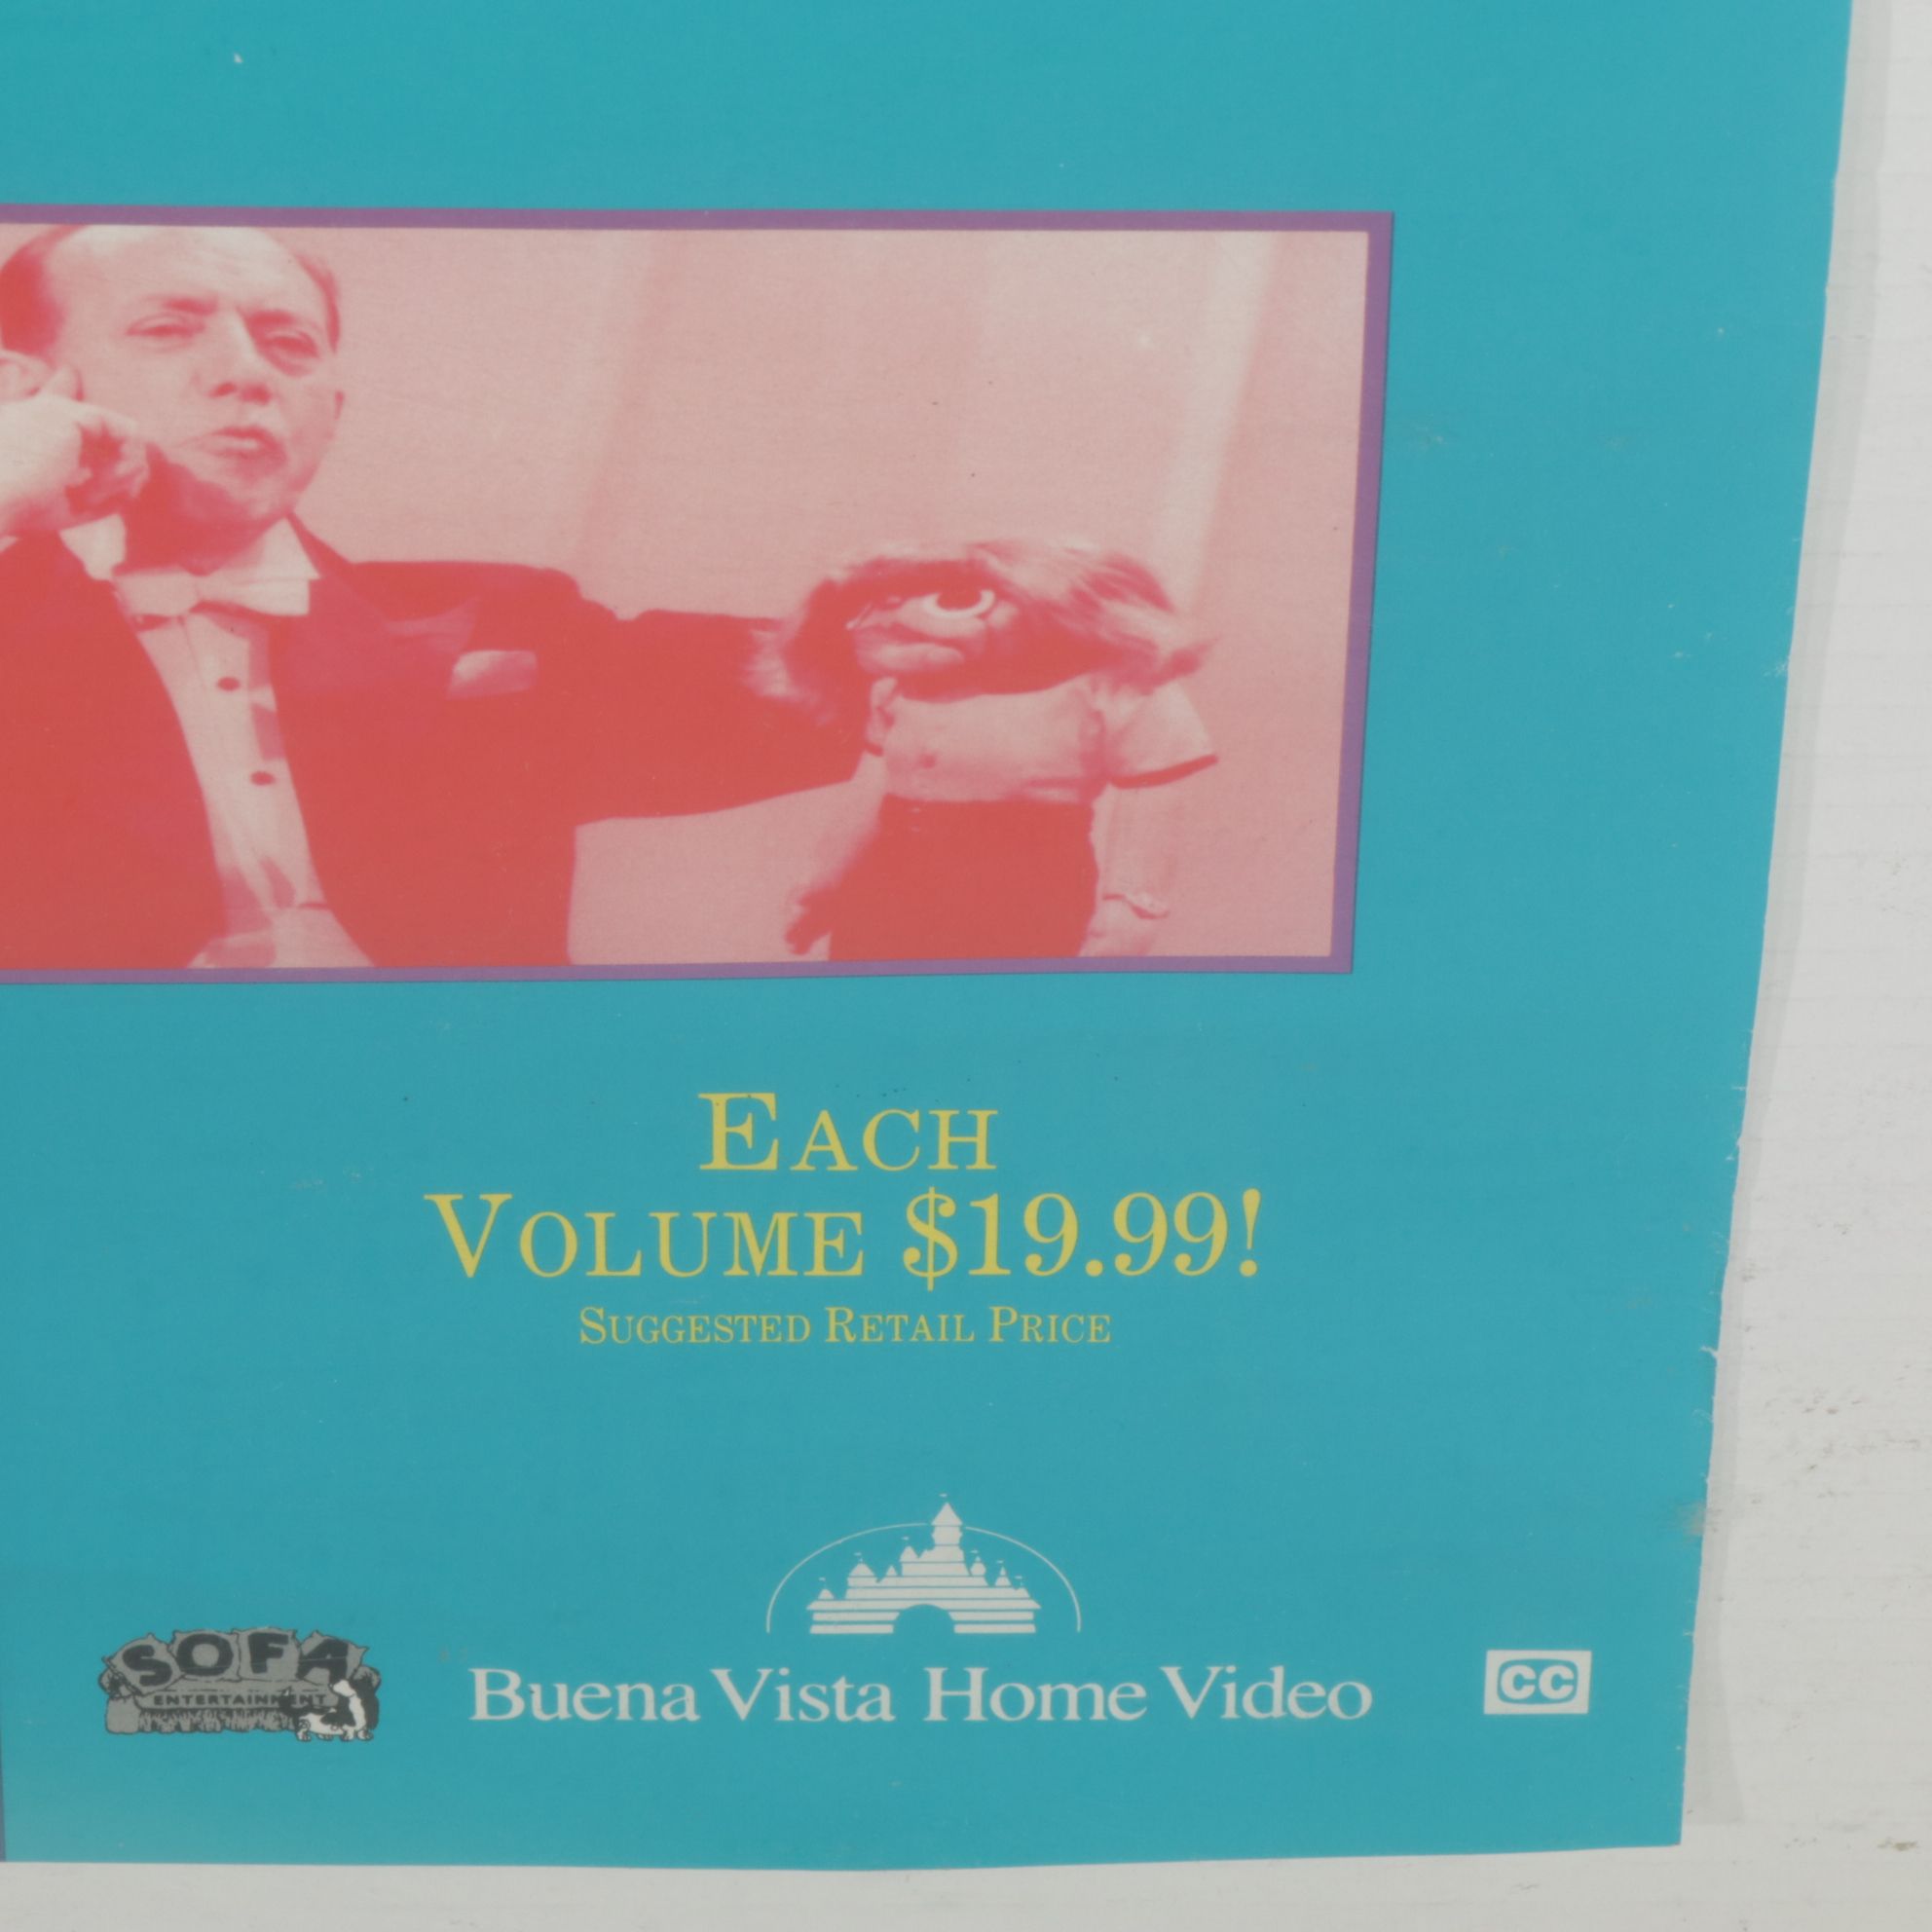 EACH
VOLUME $19.99!
SUGGESTED RETAIL PRICE
SOFA
ENTERTAINMENT
Buena Vista Home Video
CC